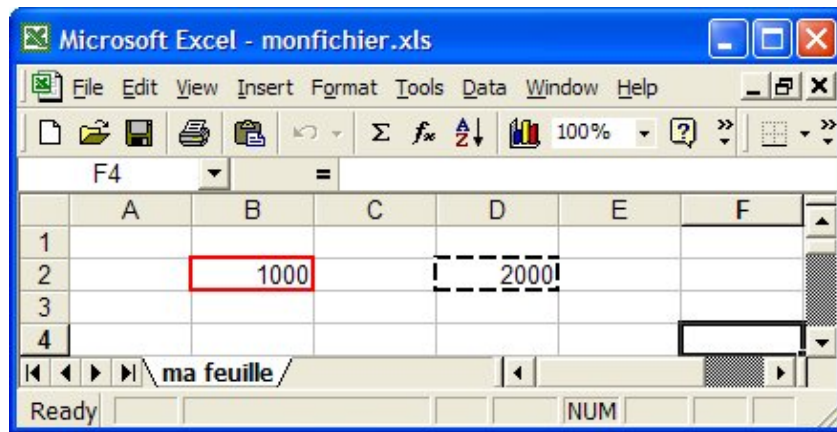 Microsoft Excel - monfichier.xls
File Edit View Insert Format Tools Data Window Help
Σ fx A Z 100% ? »
F4 =
A B C D E F
1
2 1000 2000
3
4
ma feuille
Ready NUM